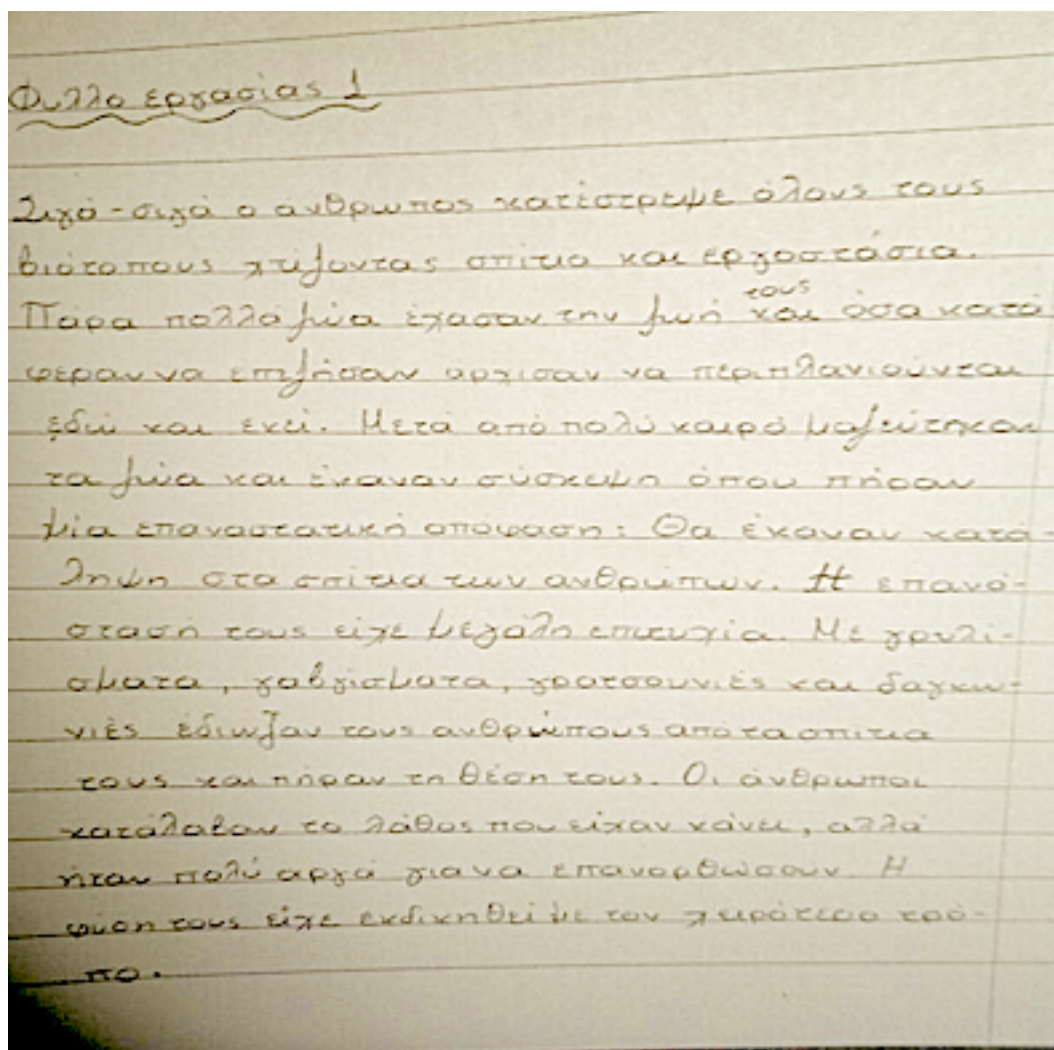 Φυλλο εργασίας 1
Σιγά-σιγά ο άνθρωπος κατέστρεψε όλους τους
βιότοπους χτίζοντας σπίτια και εργοστάσια.
Πάρα πολλά ζώα έχασαν την ζωή τους και όσα κατά
φεραν να επιζήσαν αρχισαν να περιπλανιούνται
εδώ και εκεί. Μετά από πολύ καιρό μαζεύτηκαν
τα ζώα και έκαναν σύσκεψη όπου πήραν
μία επαναστατική απόφαση: Θα έκαναν κατά-
ληψη στα σπίτια των ανθρώπων. Η επανά-
στασή τους είχε μεγάλη επιτυχία. Με γρυλί-
σματα, γαβγίσματα, γρατσουνιές και δαγκω-
νιές έδιωξαν τους ανθρώπους από τα σπίτια
τους και πήραν τη θέση τους. Οι άνθρωποι
κατάλαβαν το λάθος που είχαν κάνει, αλλά
ήταν πολύ αργά για να επανορθώσουν. Η
φύση τους είχε εκδικηθεί με τον χειρότερο τρό-
πο.